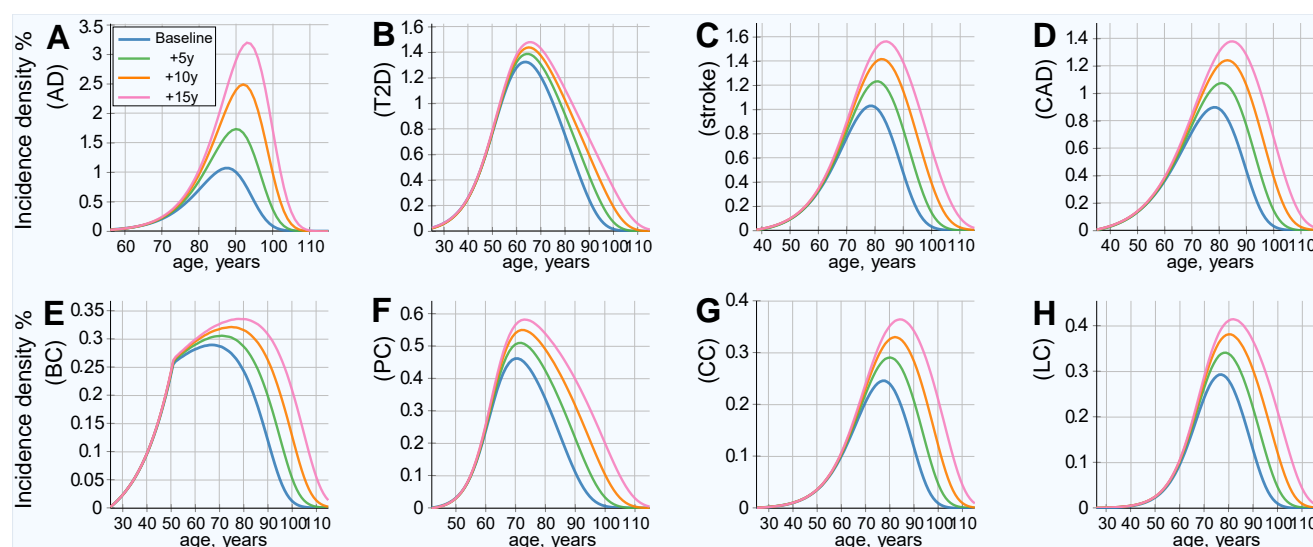 A
Incidence density %
(AD)
Baseline
+5y
+10y
+15y
3.5
3
2.5
2
1.5
1
0.5
0
60 70 80 90 100 110
age, years
B
(T2D)
1.6
1.4
1.2
1
0.8
0.6
0.4
0.2
0
30 40 50 60 70 80 90 100 110
age, years
C
(stroke)
1.6
1.4
1.2
1
0.8
0.6
0.4
0.2
0
40 50 60 70 80 90 100 110
age, years
D
(CAD)
1.4
1.2
1
0.8
0.6
0.4
0.2
0
40 50 60 70 80 90 100 110
age, years
E
Incidence density %
(BC)
0.35
0.3
0.25
0.2
0.15
0.1
0.05
0
30 40 50 60 70 80 90 100 110
age, years
F
(PC)
0.6
0.5
0.4
0.3
0.2
0.1
0
50 60 70 80 90 100 110
age, years
G
(CC)
0.4
0.3
0.2
0.1
0
30 40 50 60 70 80 90 100 110
age, years
H
(LC)
0.4
0.3
0.2
0.1
0
30 40 50 60 70 80 90 100 110
age, years